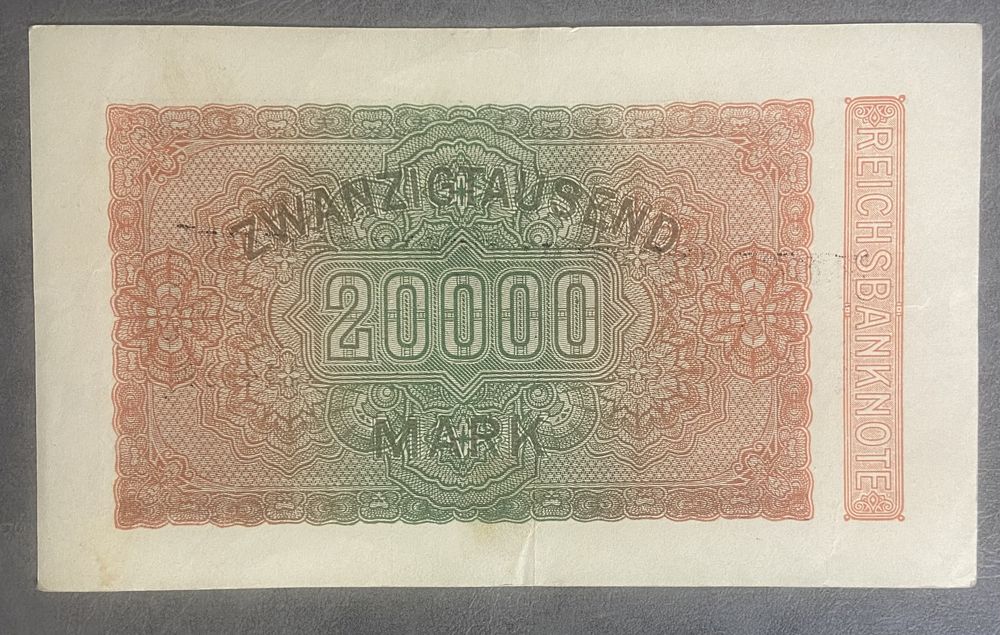 ZWANZIGTAUSEND
20000
MARK
REICHSBANKNOTE